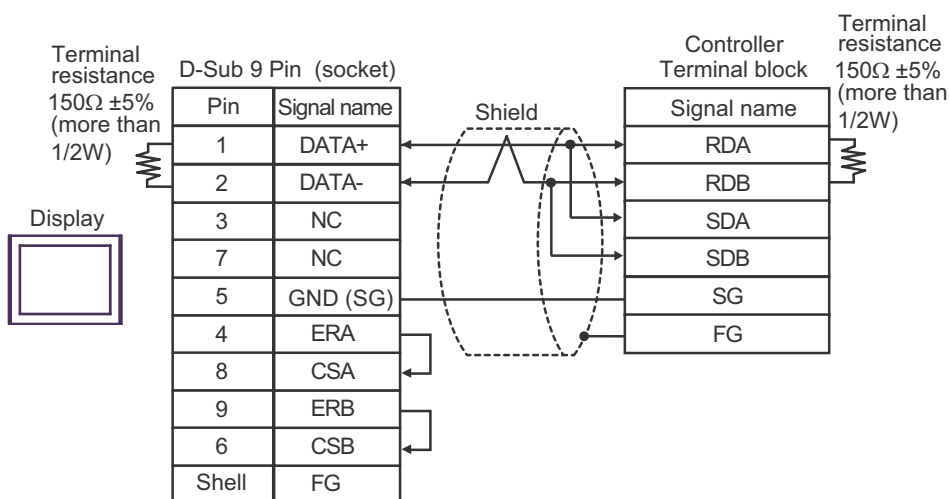 Terminal
resistance
150Ω ±5%
(more than
1/2W)
D-Sub 9 Pin (socket)
Pin Signal name
1 DATA+
2 DATA-
3 NC
7 NC
5 GND (SG)
4 ERA
8 CSA
9 ERB
6 CSB
Shell FG
Display
Shield
Controller
Terminal block
Signal name
RDA
RDB
SDA
SDB
SG
FG
Terminal
resistance
150Ω ±5%
(more than
1/2W)